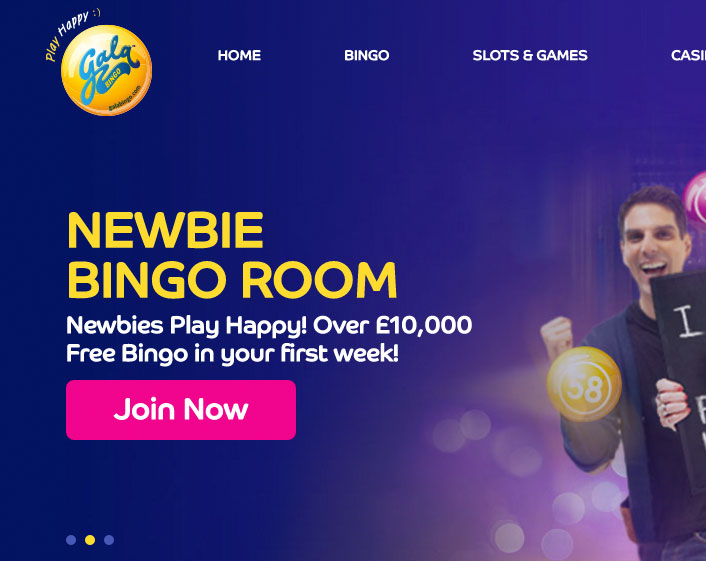 Play Happy :)
gala
BINGO
galabingo.com
HOME BINGO SLOTS & GAMES CASI
NEWBIE
BINGO ROOM
Newbies Play Happy! Over £10,000
Free Bingo in your first week!
Join Now
58
I